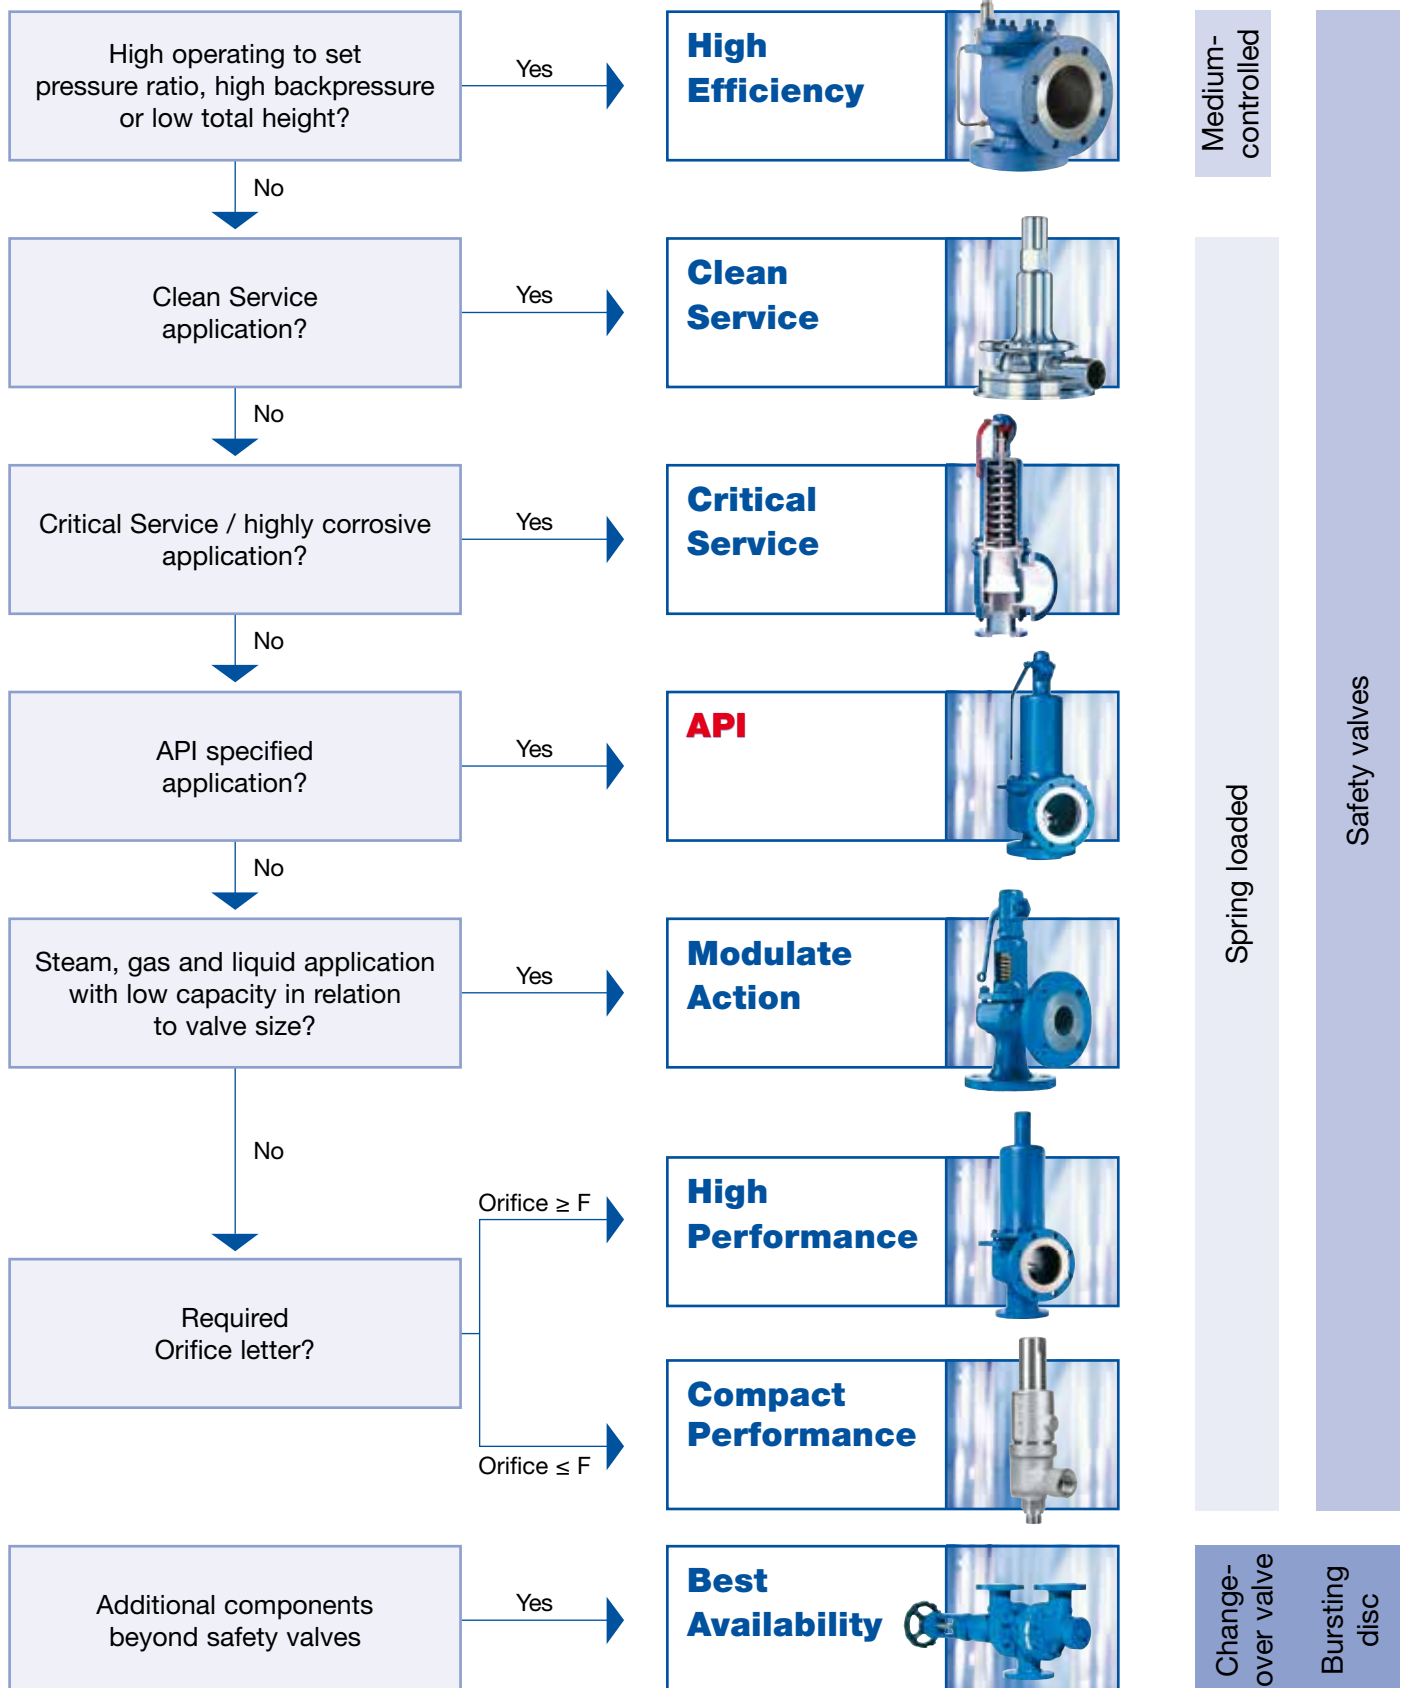 High operating to set
pressure ratio, high backpressure
or low total height?
Yes
High
Efficiency
No
Clean Service
application?
Yes
Clean
Service
No
Critical Service / highly corrosive
application?
Yes
Critical
Service
No
API specified
application?
Yes
API
No
Steam, gas and liquid application
with low capacity in relation
to valve size?
Yes
Modulate
Action
No
Required
Orifice letter?
Orifice ≥ F
High
Performance
Orifice ≤ F
Compact
Performance
Additional components
beyond safety valves
Yes
Best
Availability
Medium-
controlled
Spring loaded
Safety valves
Change-
over valve
Bursting
disc